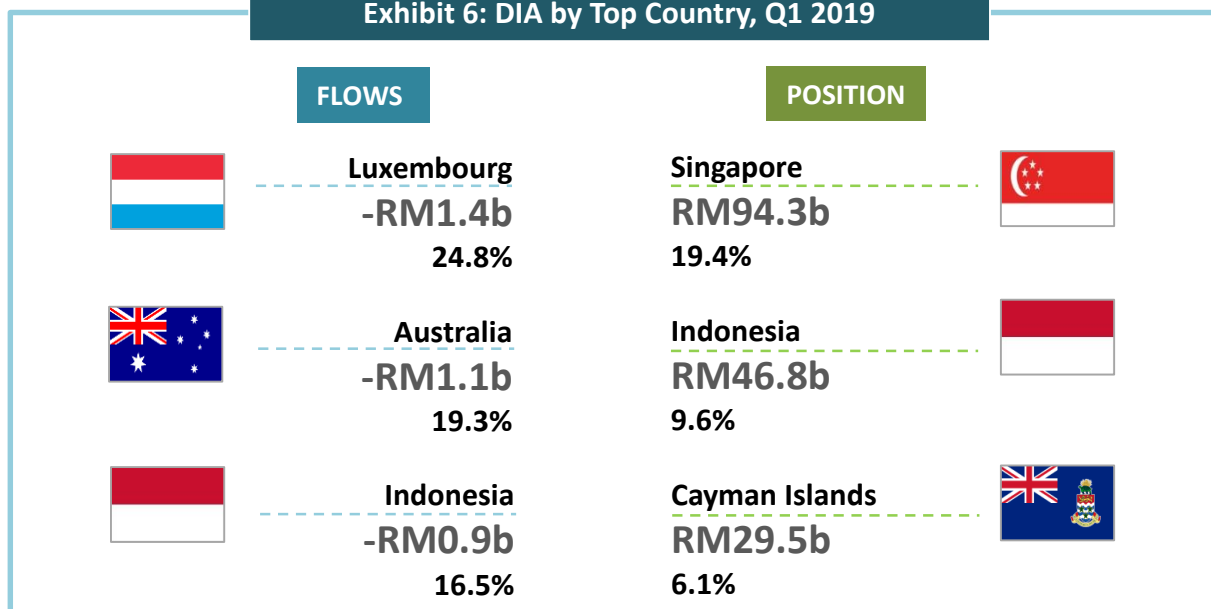 Exhibit 6: DIA by Top Country, Q1 2019
FLOWS
Luxembourg
-RM1.4b
24.8%
Australia
-RM1.1b
19.3%
Indonesia
-RM0.9b
16.5%
POSITION
Singapore
RM94.3b
19.4%
Indonesia
RM46.8b
9.6%
Cayman Islands
RM29.5b
6.1%